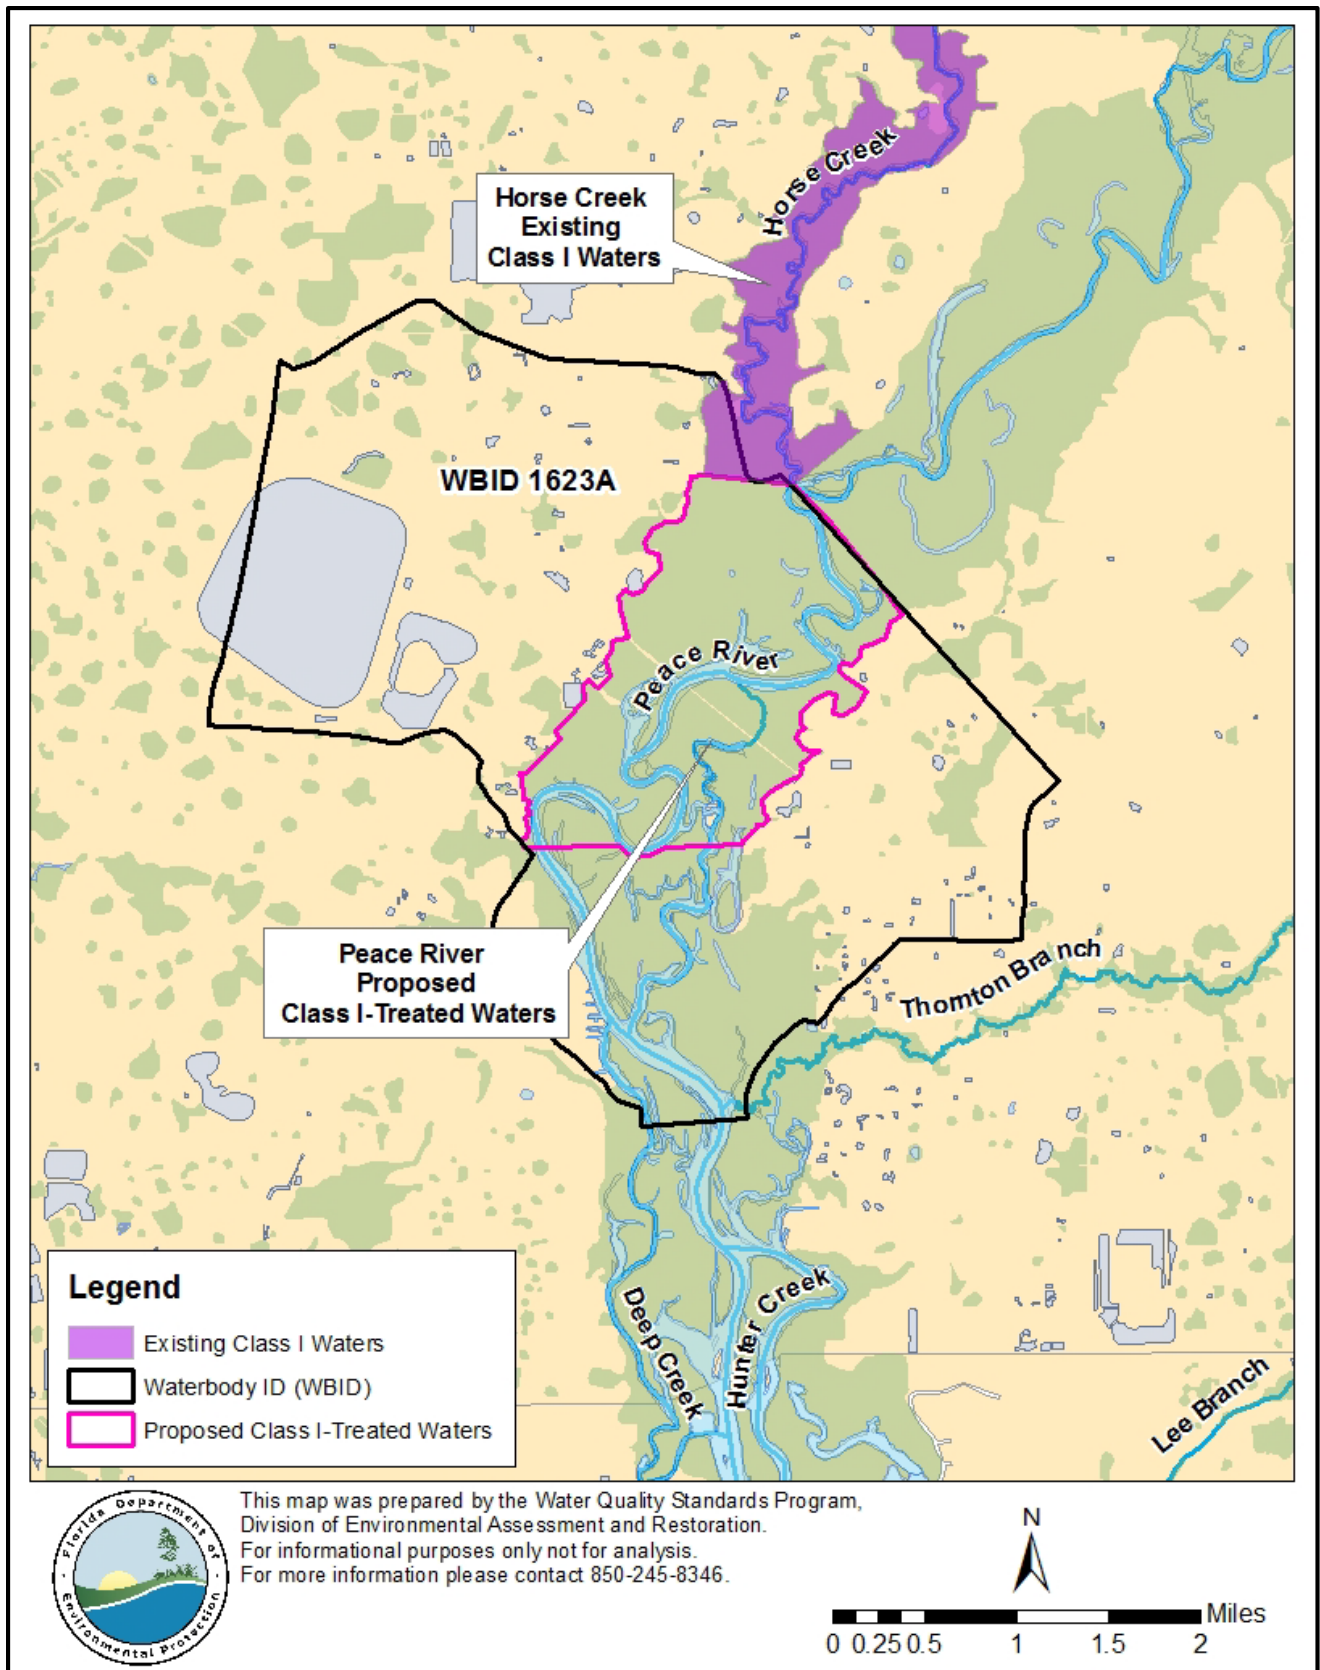 Horse Creek
Horse Creek
Existing
Class I Waters
WBID 1623A
Peace River
Peace River
Proposed
Class I-Treated Waters
Thornton Branch
Deep Creek
Hunter Creek
Lee Branch
Legend
Existing Class I Waters
Waterbody ID (WBID)
Proposed Class I-Treated Waters
Florida Department of
Environmental Protection
This map was prepared by the Water Quality Standards Program,
Division of Environmental Assessment and Restoration.
For informational purposes only not for analysis.
For more information please contact 850-245-8346.
N
Miles
0 0.25 0.5 1 1.5 2